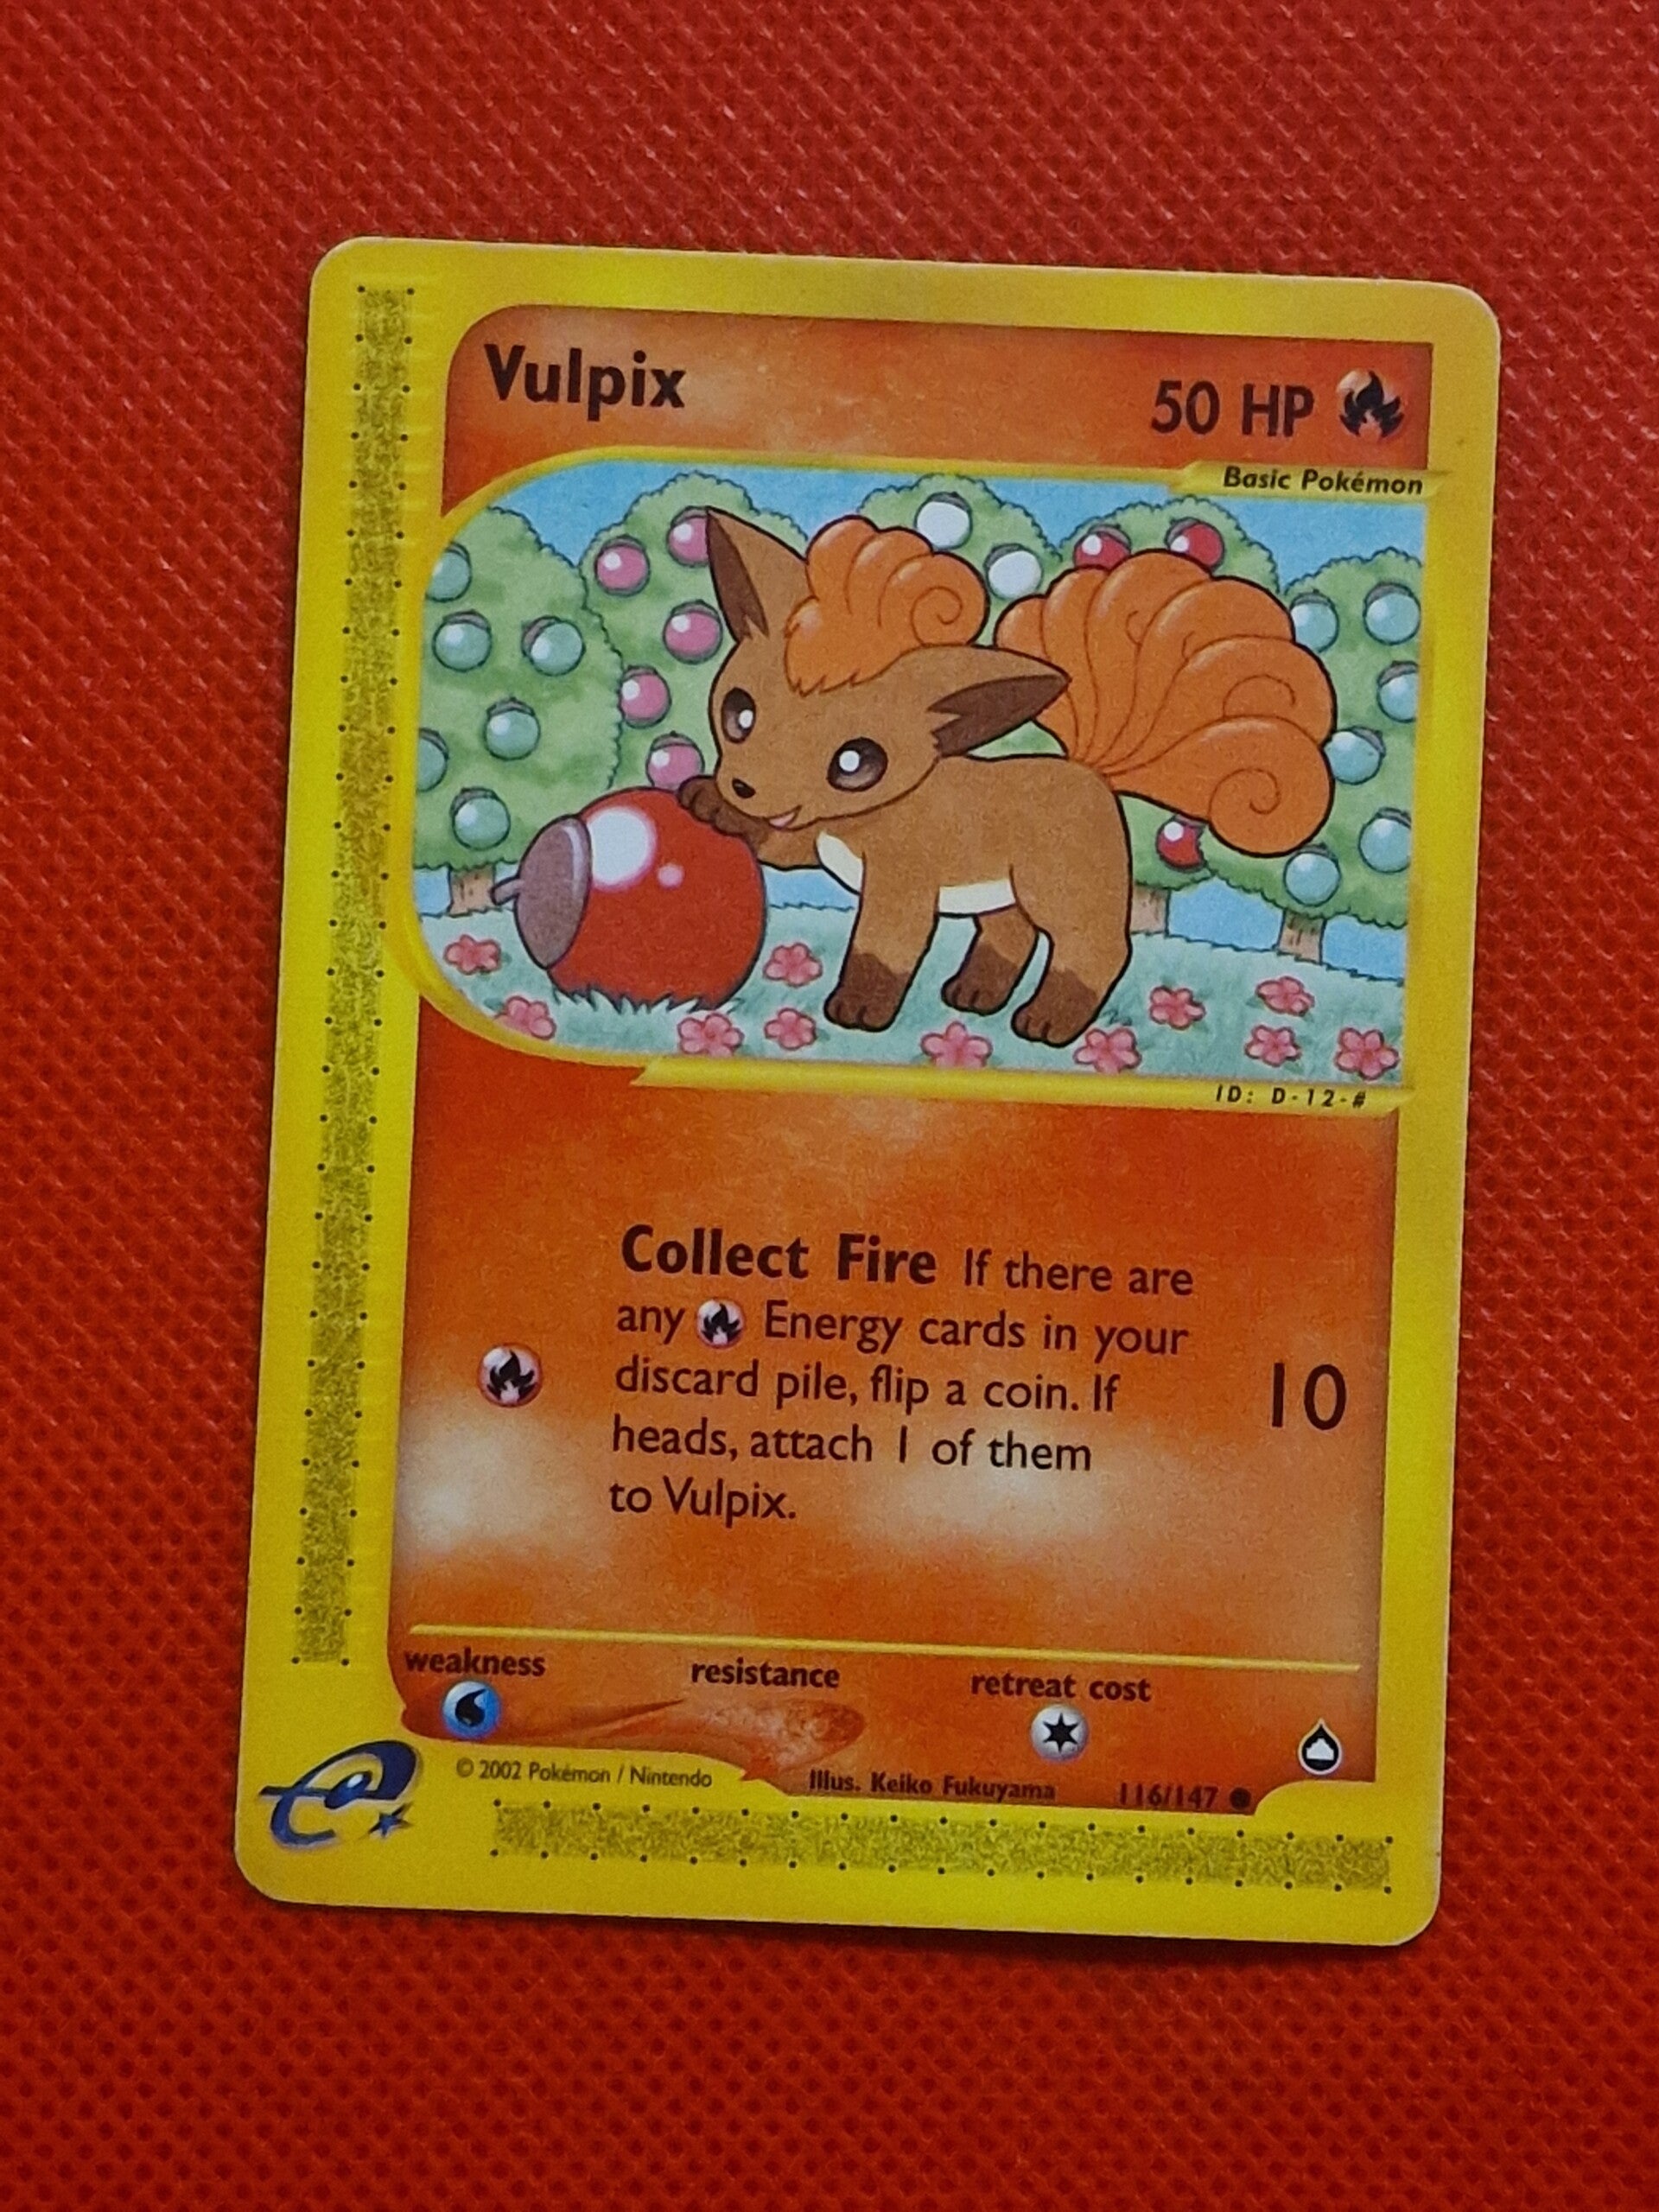 Vulpix
50 HP
Basic Pokémon
ID: D-12-#
Collect Fire If there are
any Energy cards in your
discard pile, flip a coin. If
heads, attach 1 of them
to Vulpix.
10
weakness resistance retreat cost
© 2002 Pokémon / Nintendo Illus. Keiko Fukuyama 116/147
e